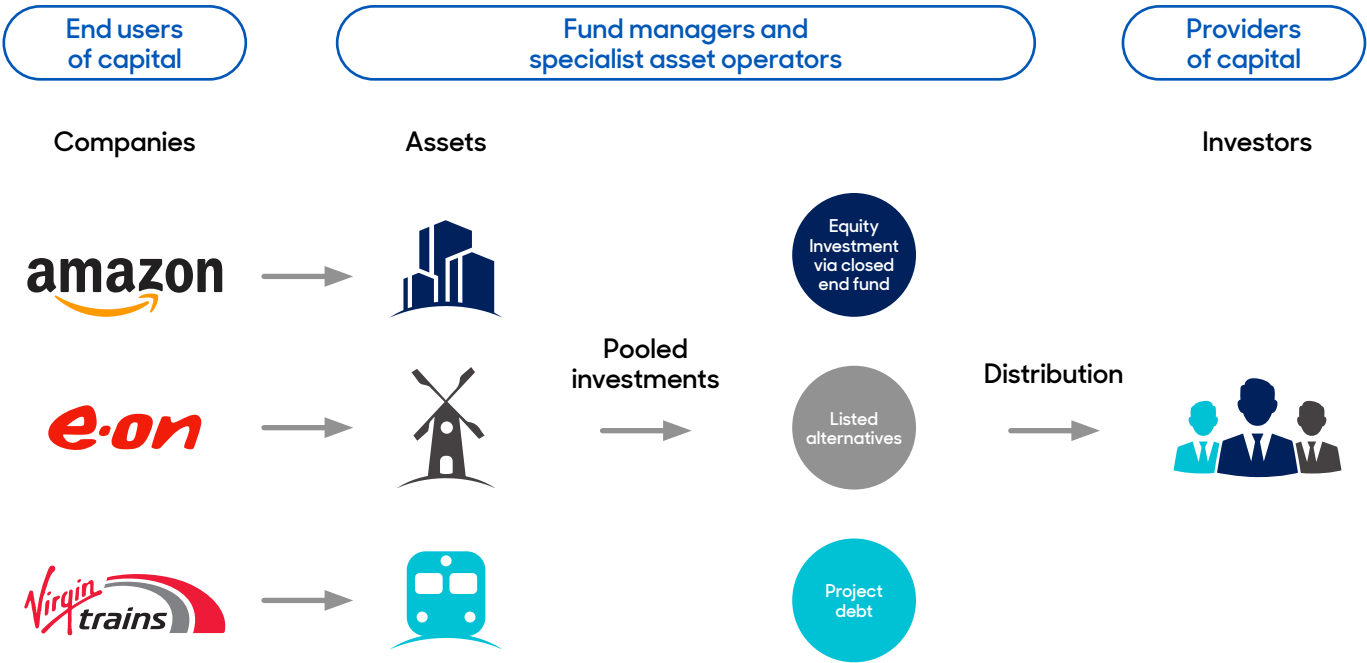 End users
of capital
Fund managers and
specialist asset operators
Providers
of capital
Companies
Assets
Investors
amazon
e·on
Virgin
trains
Pooled
investments
Equity
Investment
via closed
end fund
Listed
alternatives
Project
debt
Distribution